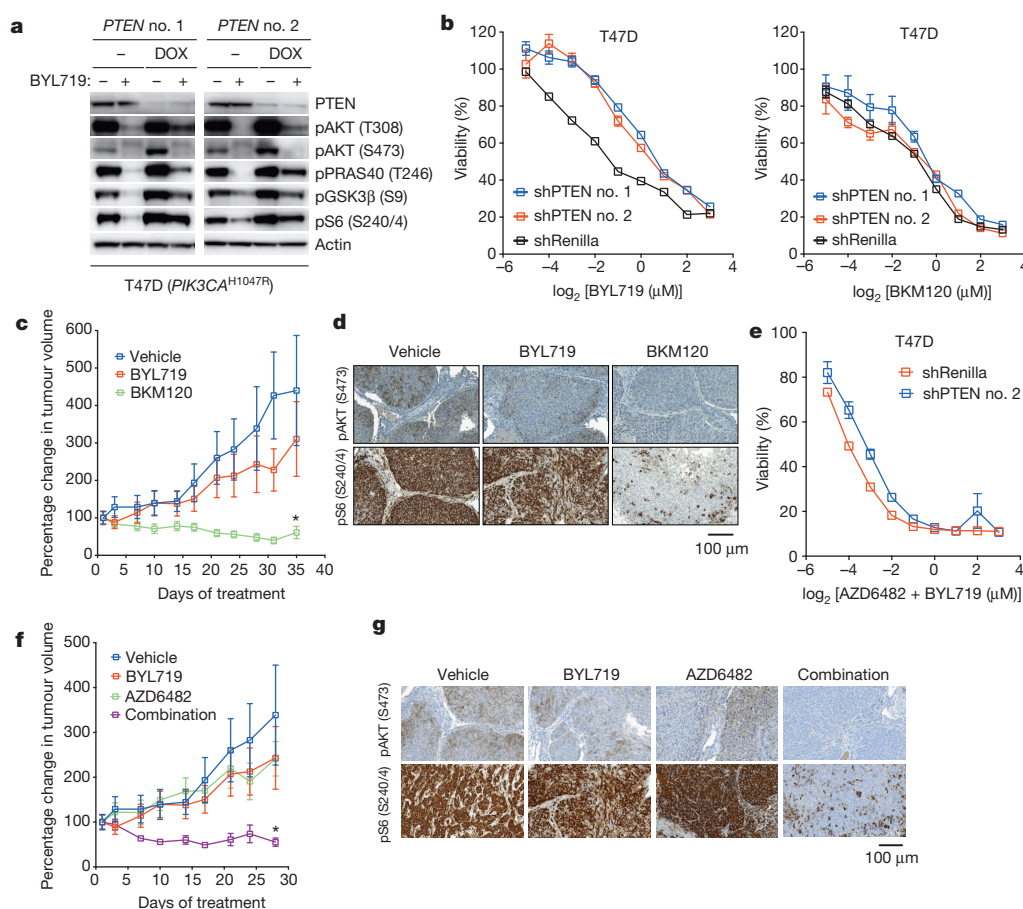 a
PTEN no. 1 PTEN no. 2
– DOX – DOX
BYL719: – + – + – + – +
PTEN
pAKT (T308)
pAKT (S473)
pPRAS40 (T246)
pGSK3β (S9)
pS6 (S240/4)
Actin
T47D (PIK3CAH1047R)
b
T47D
Viability (%)
120
100
80
60
40
20
0
shPTEN no. 1
shPTEN no. 2
shRenilla
–6 –4 –2 0 2 4
log2 [BYL719 (μM)]
T47D
Viability (%)
120
100
80
60
40
20
0
shPTEN no. 1
shPTEN no. 2
shRenilla
–6 –4 –2 0 2 4
log2 [BKM120 (μM)]
c
Percentage change in tumour volume
600
500
400
300
200
100
0
Vehicle
BYL719
BKM120
*
0 5 10 15 20 25 30 35 40
Days of treatment
d
Vehicle BYL719 BKM120
pAKT (S473)
pS6 (S240/4)
100 μm
e
T47D
Viability (%)
100
80
60
40
20
0
shRenilla
shPTEN no. 2
–6 –4 –2 0 2 4
log2 [AZD6482 + BYL719 (μM)]
f
Percentage change in tumour volume
500
400
300
200
100
0
Vehicle
BYL719
AZD6482
Combination
*
0 5 10 15 20 25 30
Days of treatment
g
Vehicle BYL719 AZD6482 Combination
pAKT (S473)
pS6 (S240/4)
100 μm